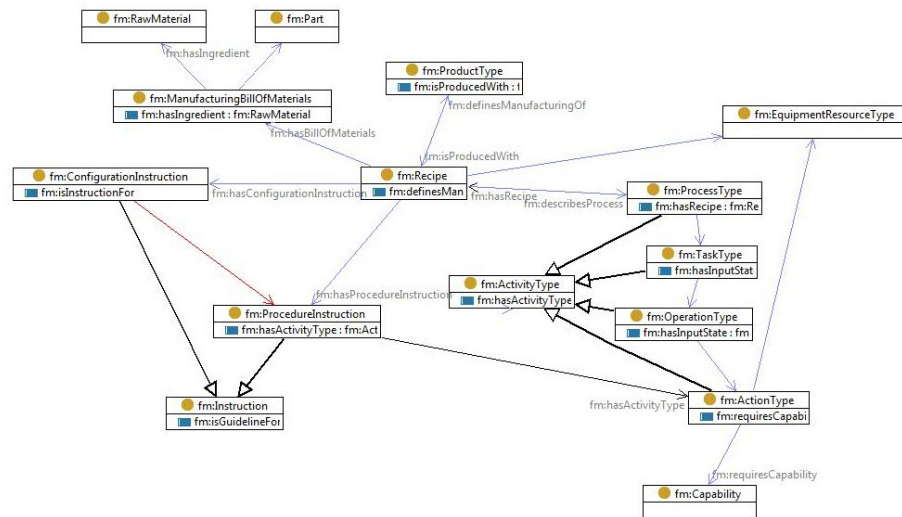 fm:RawMaterial
fm:Part
fm:hasIngredient
fm:ProductType
fm:isProducedWith : f
fm:ManufacturingBillOfMaterials
fm:hasIngredient : fm:RawMaterial
fm:definesManufacturingOf
fm:EquipmentResourceType
fm:hasBillOfMaterials
fm:isProducedWith
fm:ConfigurationInstruction
fm:isInstructionFor
fm:Recipe
fm:definesMan
fm:hasConfigurationInstruction
fm:hasRecipe
fm:describesProcess
fm:ProcessType
fm:hasRecipe : fm:Re
fm:TaskType
fm:hasInputStat
fm:ActivityType
fm:hasActivityType
fm:hasProcedureInstruction
fm:ProcedureInstruction
fm:hasActivityType : fm:Act
fm:OperationType
fm:hasInputState : fm
fm:Instruction
fm:isGuidelineFor
fm:hasActivityType
fm:ActionType
fm:requiresCapabi
fm:requiresCapability
fm:Capability